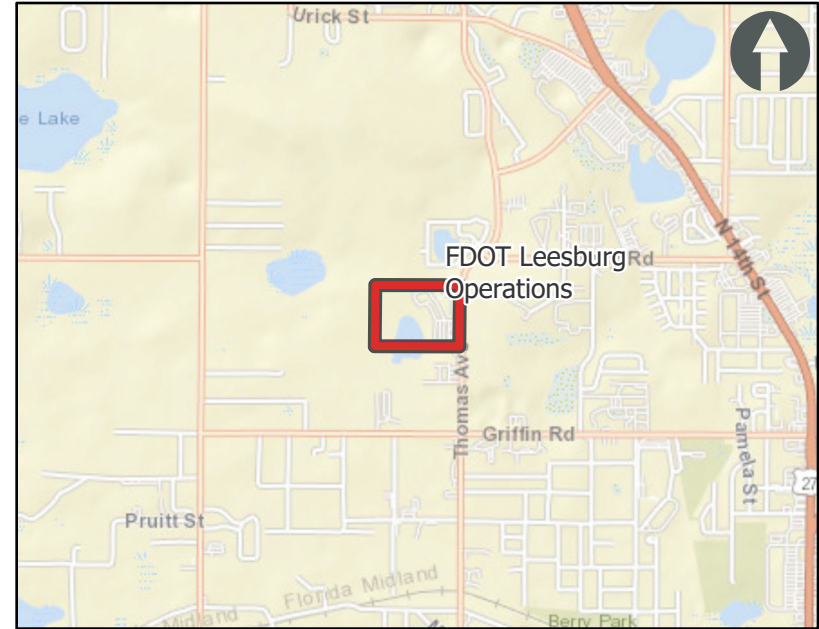 Urick St
e Lake
FDOT Leesburg
Operations
Rd
N 14th St
Thomas Ave
Griffin Rd
Pamela St
27
Pruitt St
Florida Midland
Midland
Berry Park